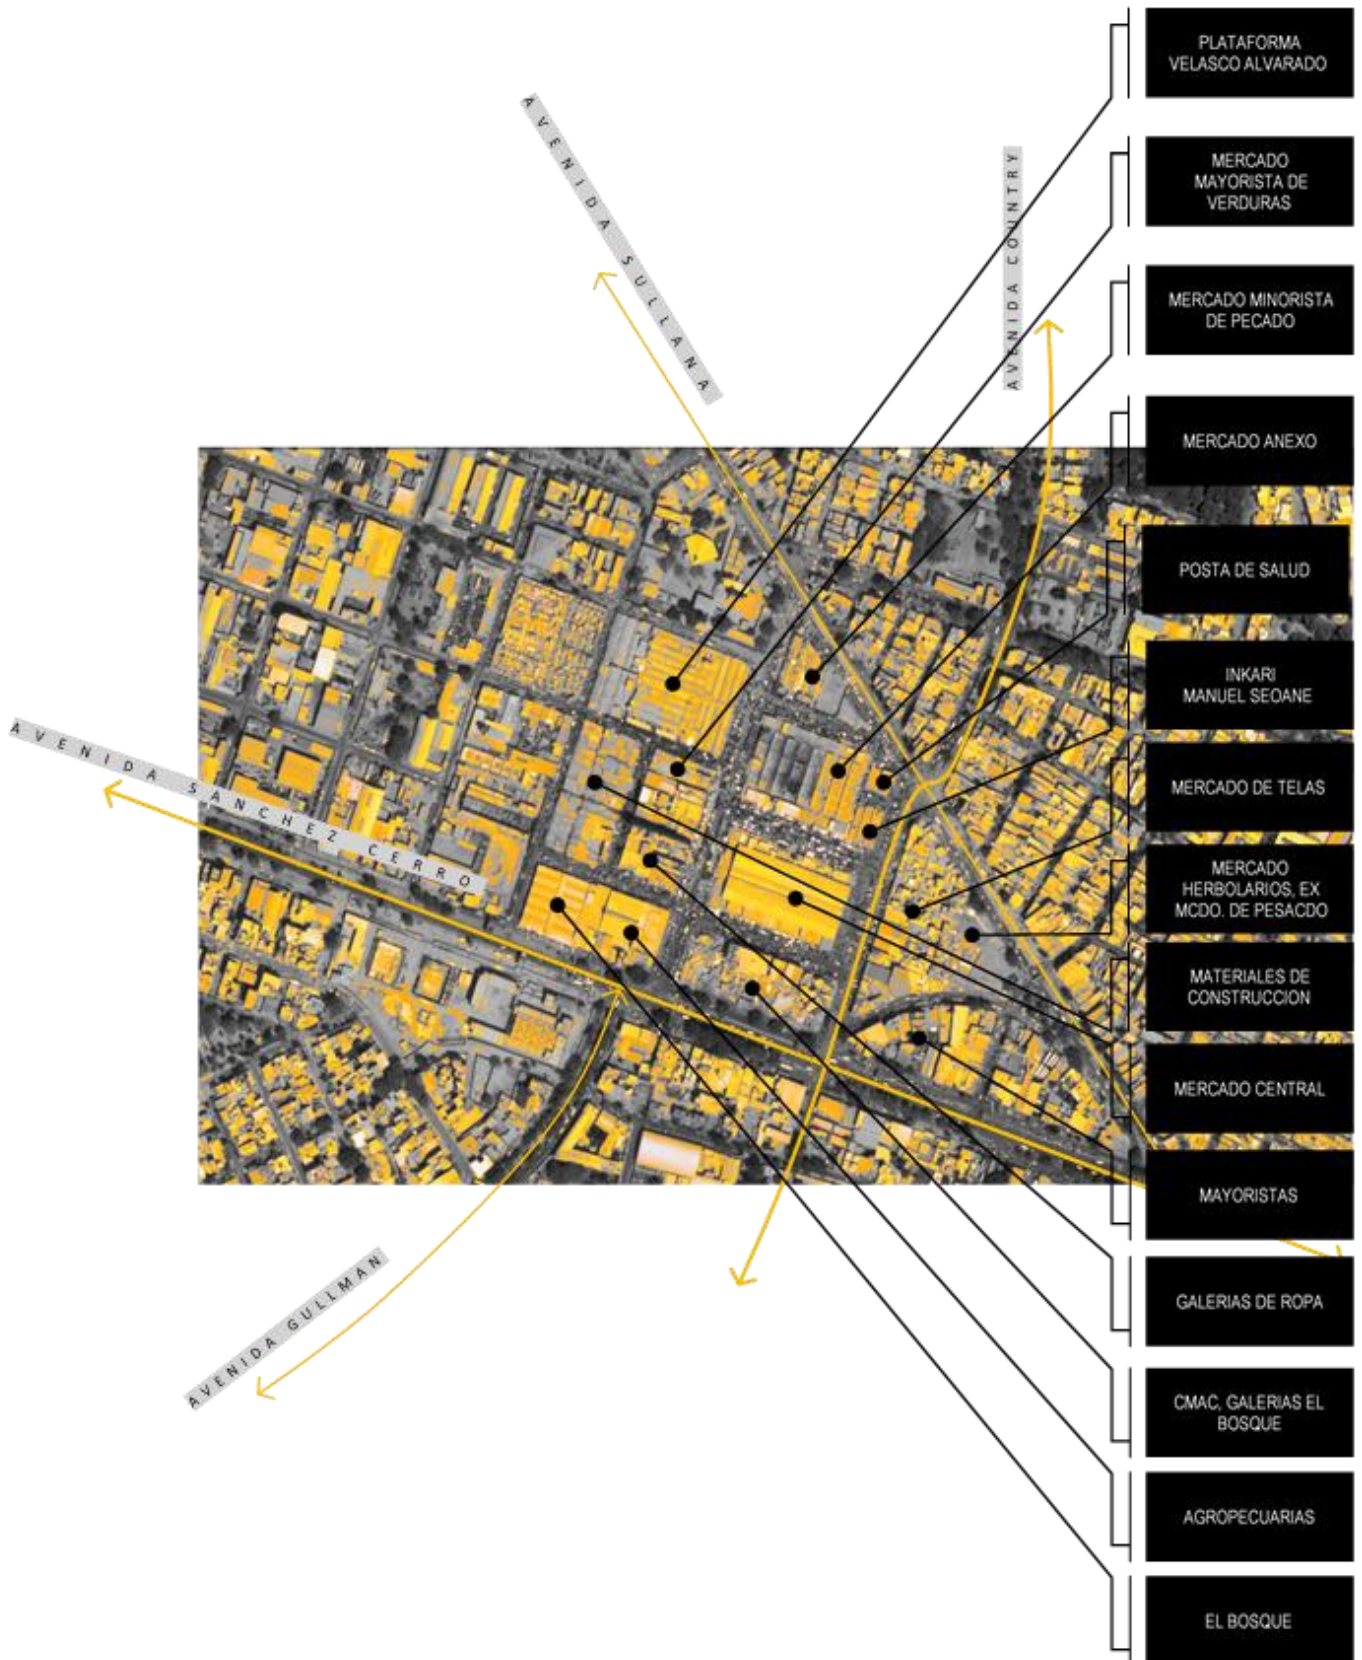 PLATAFORMA
VELASCO ALVARADO
MERCADO
MAYORISTA DE
VERDURAS
MERCADO MINORISTA
DE PECADO
MERCADO ANEXO
POSTA DE SALUD
INKARI
MANUEL SEOANE
MERCADO DE TELAS
MERCADO
HERBOLARIOS, EX
MCDO. DE PESACDO
MATERIALES DE
CONSTRUCCION
MERCADO CENTRAL
MAYORISTAS
GALERIAS DE ROPA
CMAC, GALERIAS EL
BOSQUE
AGROPECUARIAS
EL BOSQUE
AVENIDA SULLANA
AVENIDA COUNTRY
AVENIDA SANCHEZ CERRO
AVENIDA GULLMAN